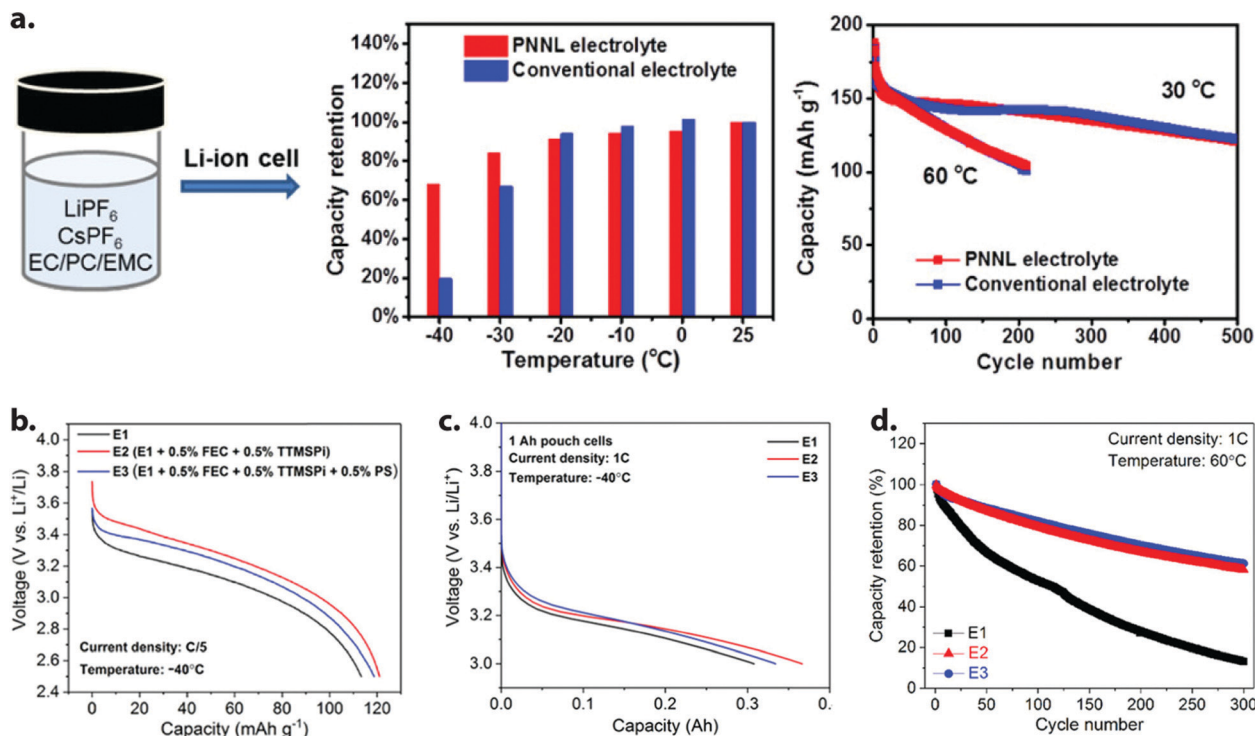 a.
LiPF6
CsPF6
EC/PC/EMC
Li-ion cell
140%
120%
100%
80%
60%
40%
20%
0%
Capacity retention
PNNL electrolyte
Conventional electrolyte
-40
-30
-20
-10
0
25
Temperature (°C)
200
150
100
50
0
Capacity (mAh g⁻¹)
30 °C
60 °C
PNNL electrolyte
Conventional electrolyte
0
100
200
300
400
500
Cycle number
b.
4.0
3.8
3.6
3.4
3.2
3.0
2.8
2.6
2.4
Voltage (V vs. Li⁺/Li)
E1
E2 (E1 + 0.5% FEC + 0.5% TTMSPi)
E3 (E1 + 0.5% FEC + 0.5% TTMSPi + 0.5% PS)
Current density: C/5
Temperature: −40°C
0
20
40
60
80
100
120
Capacity (mAh g⁻¹)
c.
4.0
3.8
3.6
3.4
3.2
3.0
Voltage (V vs. Li/Li⁺)
1 Ah pouch cells
Current density: 1C
Temperature: −40°C
E1
E2
E3
0.0
0.1
0.2
0.3
0.
Capacity (Ah)
d.
120
100
80
60
40
20
0
Capacity retention (%)
Current density: 1C
Temperature: 60°C
E1
E2
E3
0
50
100
150
200
250
300
Cycle number